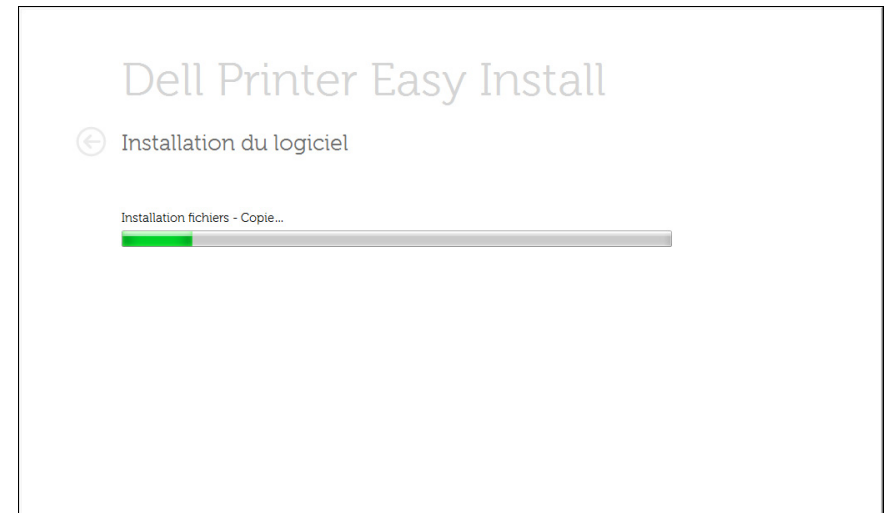 Dell Printer Easy Install
Installation du logiciel
Installation fichiers - Copie...